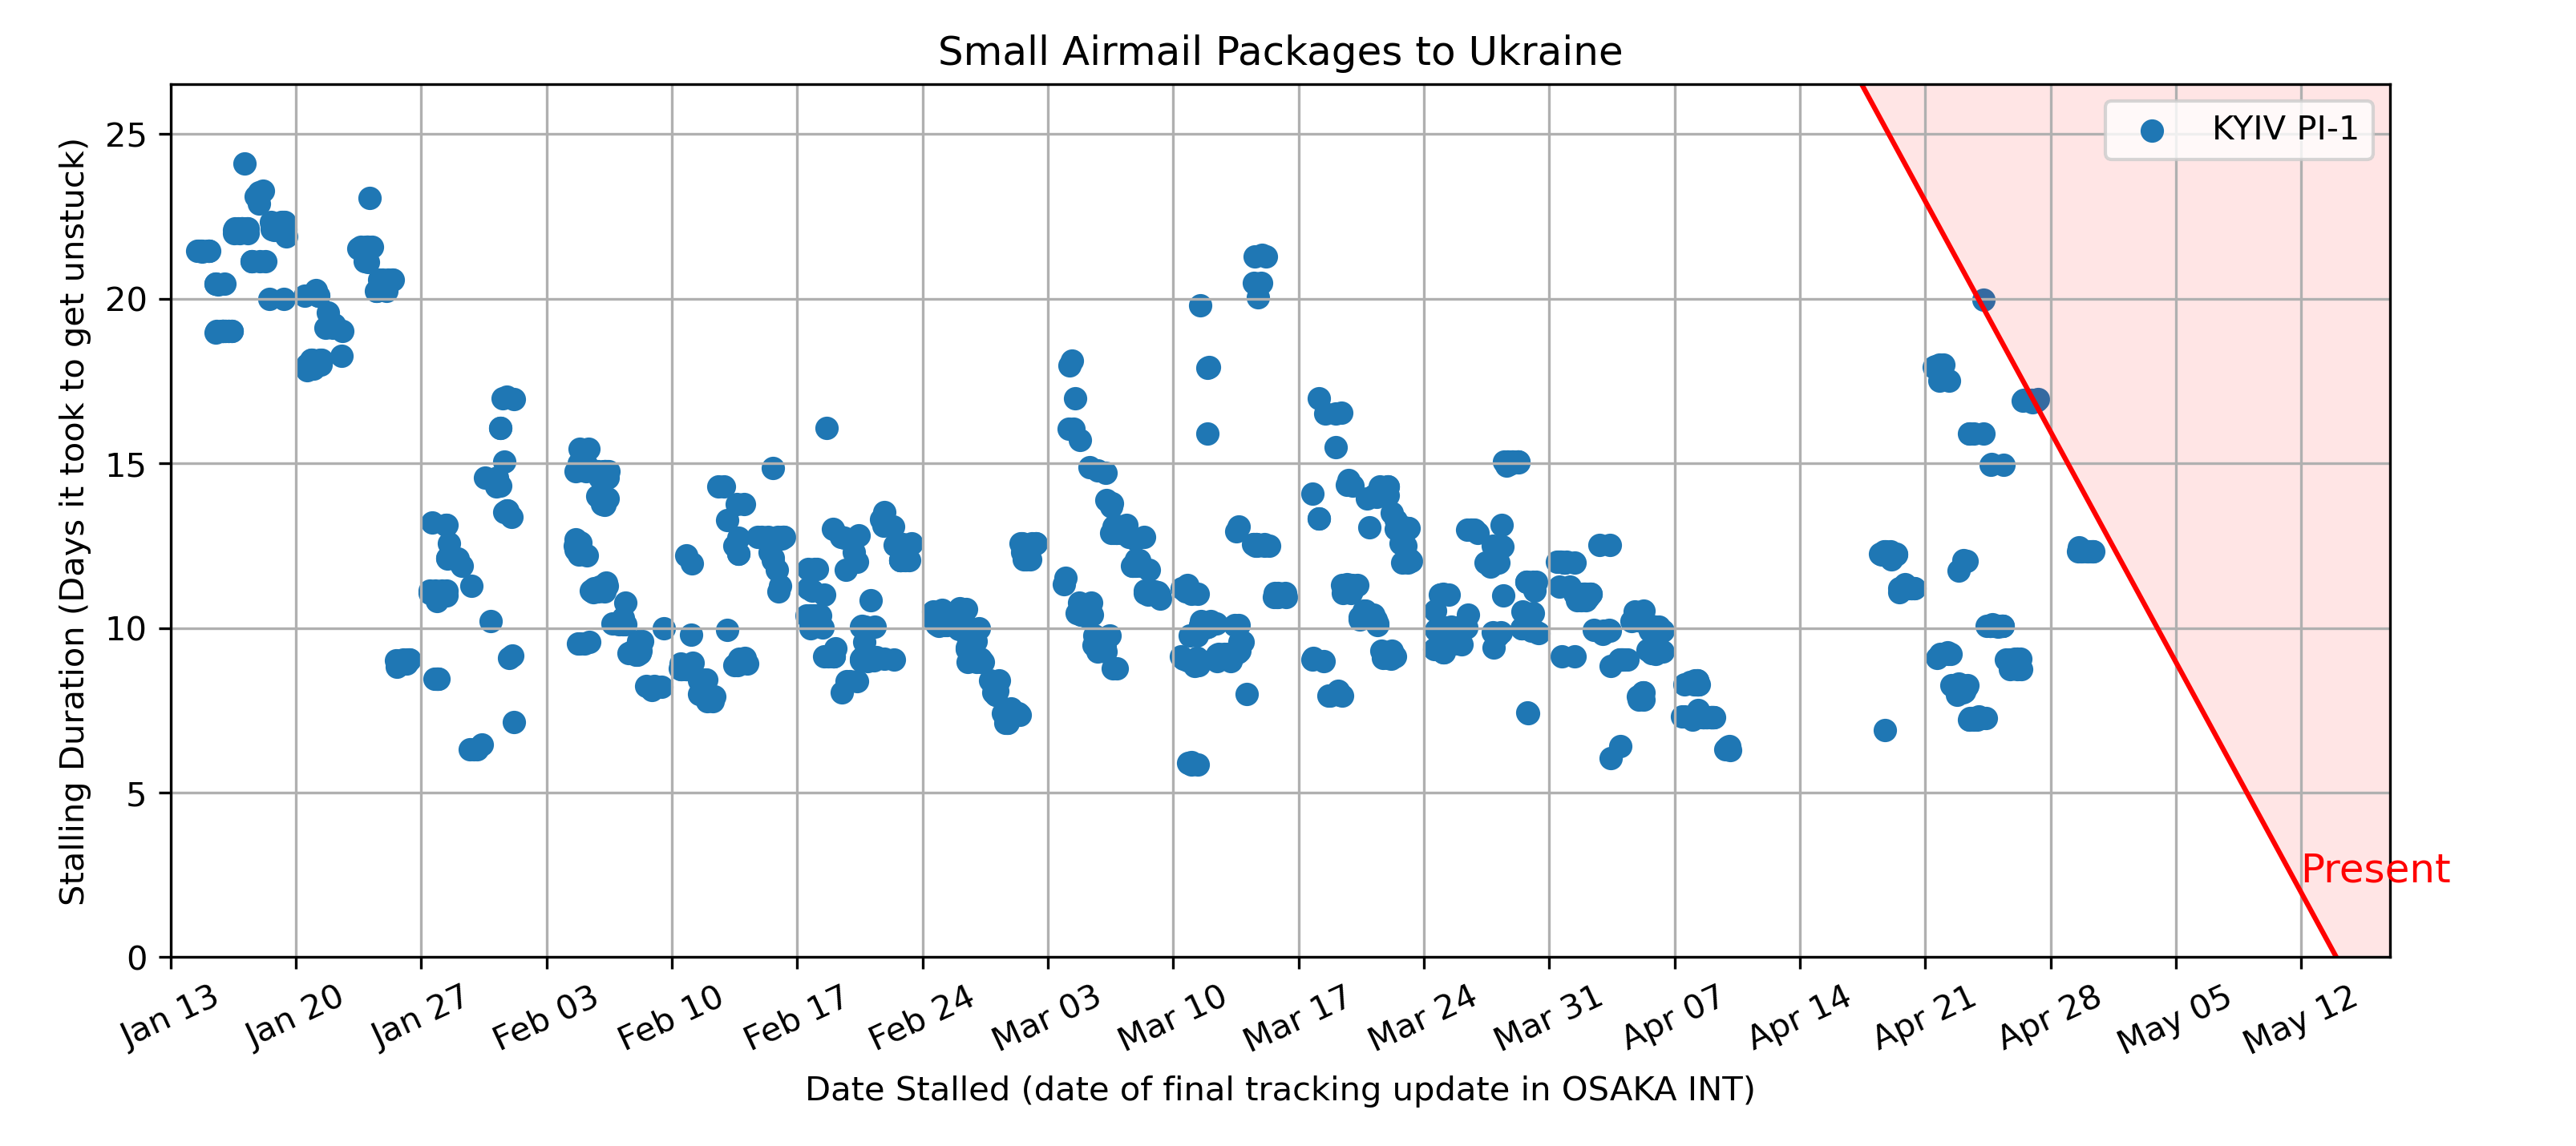 Small Airmail Packages to Ukraine
Stalling Duration (Days it took to get unstuck)
25
20
15
10
5
0
KYIV PI-1
Present
Jan 13
Jan 20
Jan 27
Feb 03
Feb 10
Feb 17
Feb 24
Mar 03
Mar 10
Mar 17
Mar 24
Mar 31
Apr 07
Apr 14
Apr 21
Apr 28
May 05
May 12
Date Stalled (date of final tracking update in OSAKA INT)